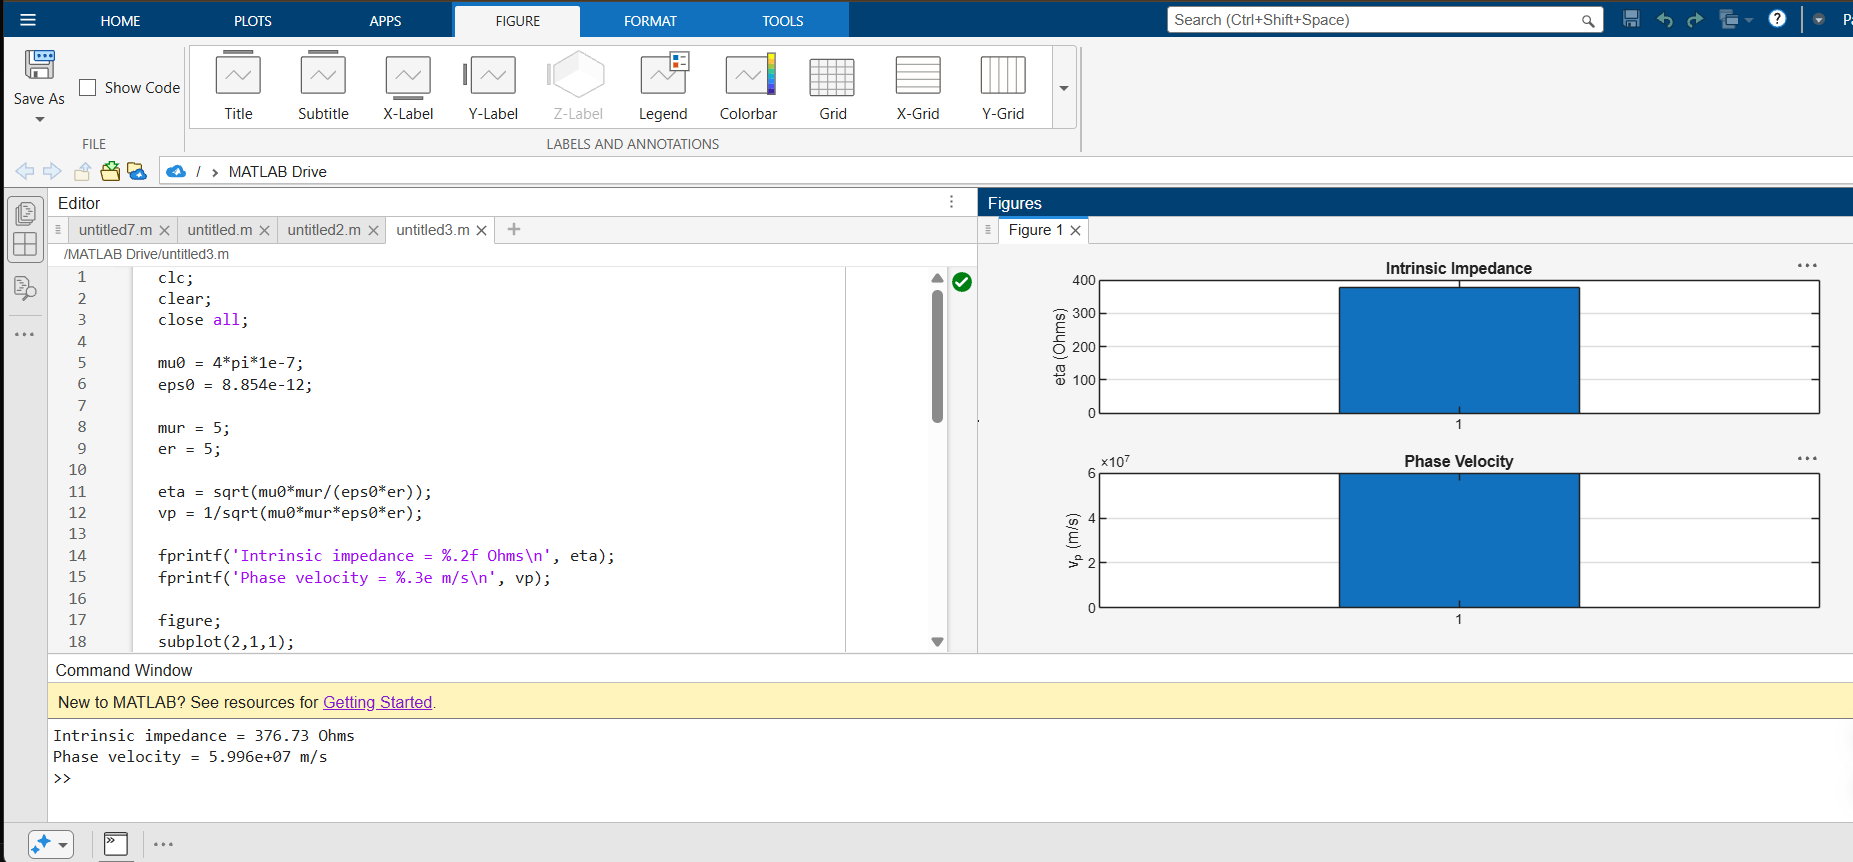 HOME PLOTS APPS FIGURE FORMAT TOOLS Search (Ctrl+Shift+Space)
Save As
Show Code
Title Subtitle X-Label Y-Label Z-Label Legend Colorbar Grid X-Grid Y-Grid
FILE LABELS AND ANNOTATIONS
/ > MATLAB Drive
Editor
untitled7.m untitled.m untitled2.m untitled3.m
/MATLAB Drive/untitled3.m
1 clc;
2 clear;
3 close all;
4
5 mu0 = 4*pi*1e-7;
6 eps0 = 8.854e-12;
7
8 mur = 5;
9 er = 5;
10
11 eta = sqrt(mu0*mur/(eps0*er));
12 vp = 1/sqrt(mu0*mur*eps0*er);
13
14 fprintf('Intrinsic impedance = %.2f Ohms\n', eta);
15 fprintf('Phase velocity = %.3e m/s\n', vp);
16
17 figure;
18 subplot(2,1,1);
Figures
Figure 1
Intrinsic Impedance
400
300
200
100
0
eta (Ohms)
1
×10⁷
Phase Velocity
6
4
2
0
vₚ (m/s)
1
Command Window
New to MATLAB? See resources for Getting Started.
Intrinsic impedance = 376.73 Ohms
Phase velocity = 5.996e+07 m/s
>>